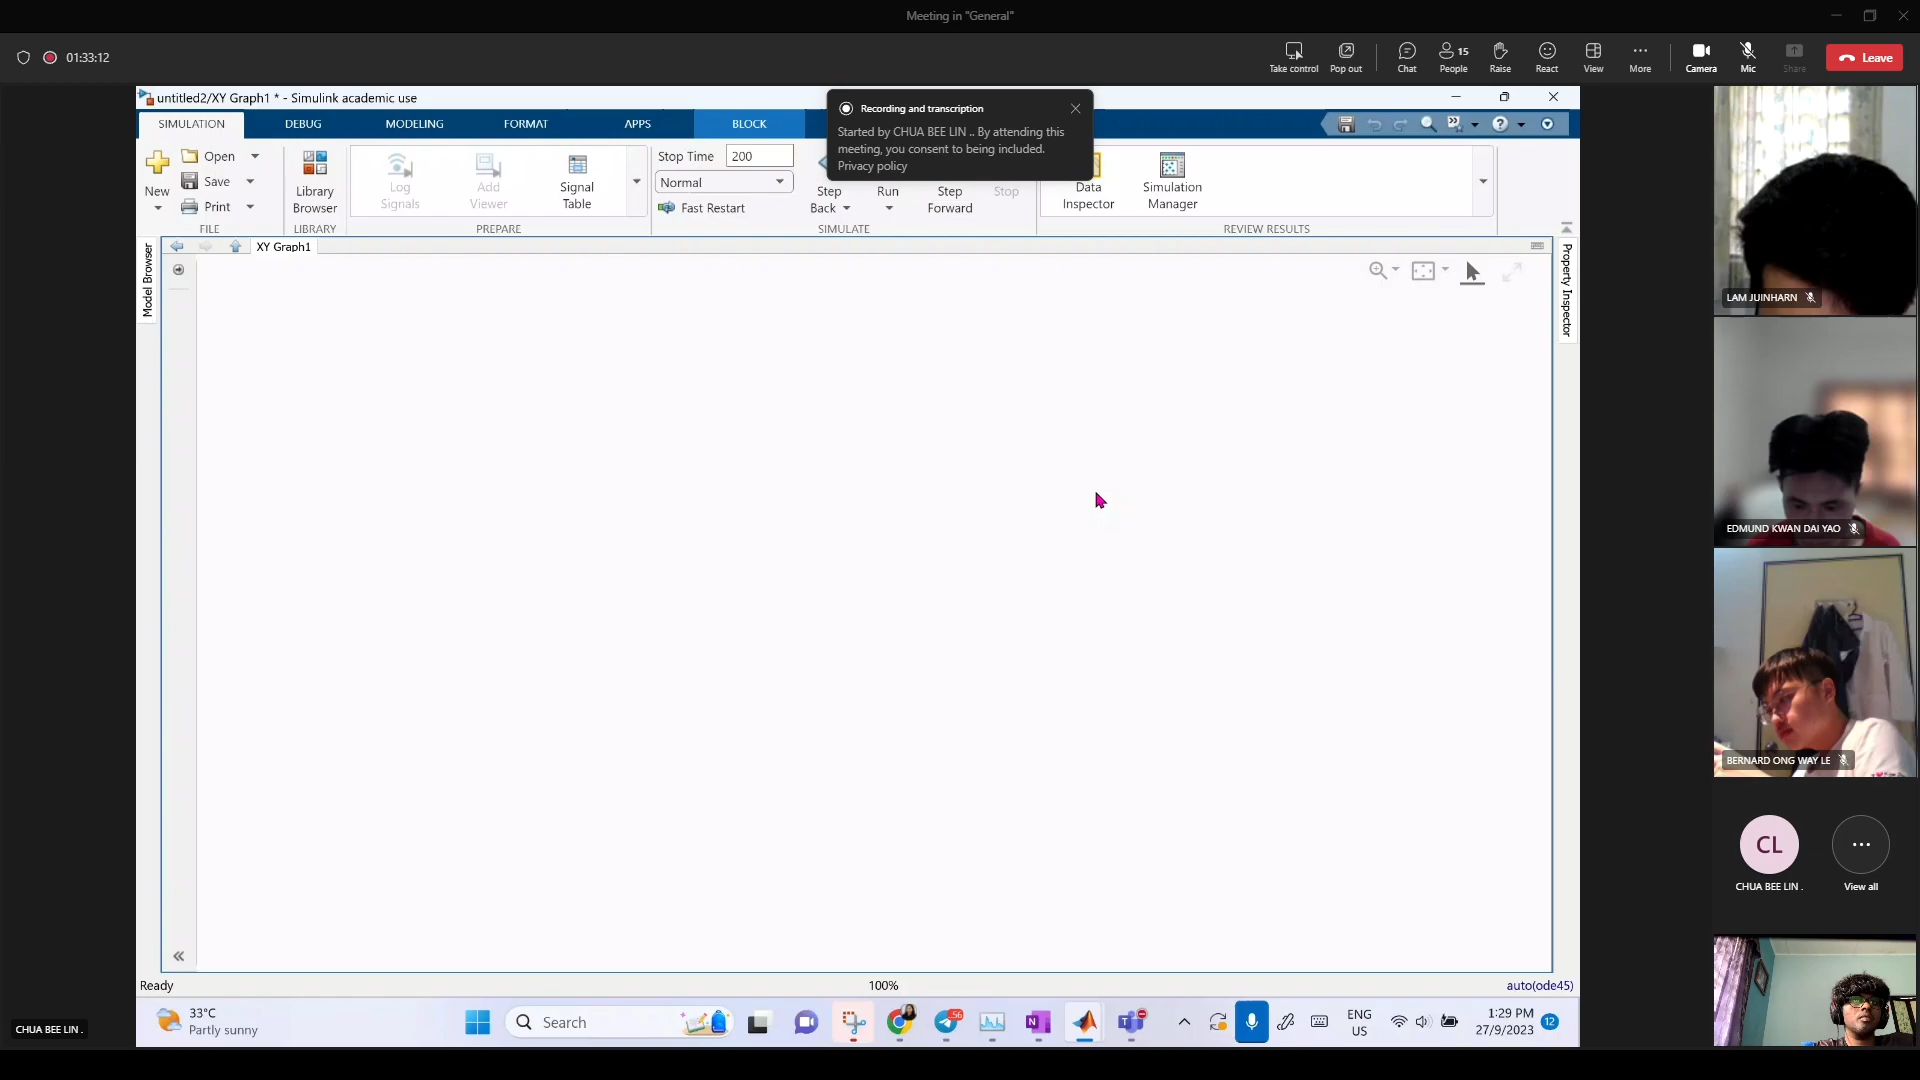 Meeting in "General"
01:33:12
Take control
Pop out
Chat
15
People
Raise
React
View
More
Camera
Mic
Share
Leave
untitled2/XY Graph1 * - Simulink academic use
SIMULATION
DEBUG
MODELING
FORMAT
APPS
BLOCK
Recording and transcription
Started by CHUA BEE LIN .. By attending this
meeting, you consent to being included.
Privacy policy
New
Open
Save
Print
FILE
Library
Browser
LIBRARY
Log
Signals
Add
Viewer
Signal
Table
PREPARE
Stop Time
200
Normal
Fast Restart
Step
Back
Run
Step
Forward
Stop
SIMULATE
Data
Inspector
Simulation
Manager
REVIEW RESULTS
Model Browser
XY Graph1
Property Inspector
Ready
100%
auto(ode45)
33°C
Partly sunny
Search
56
ENG
US
1:29 PM
27/9/2023
12
CHUA BEE LIN .
LAM JUINHARN
EDMUND KWAN DAI YAO
BERNARD ONG WAY LE
CL
CHUA BEE LIN .
View all